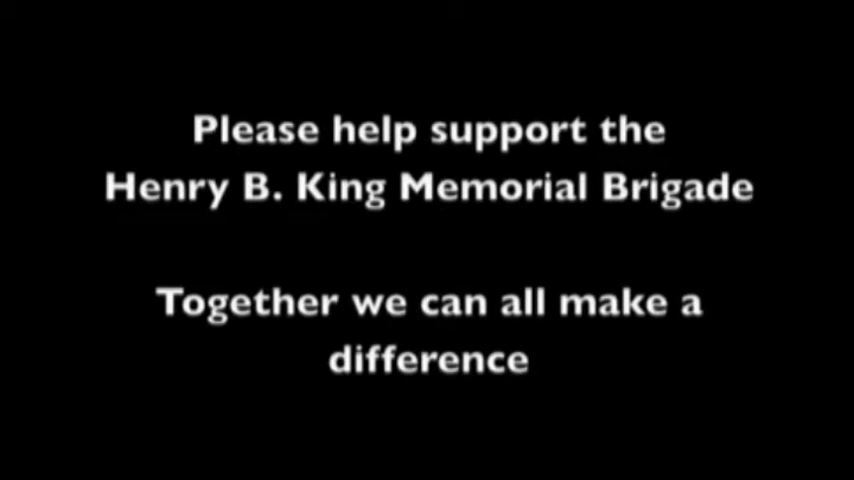 Please help support the
Henry B. King Memorial Brigade
Together we can all make a
difference